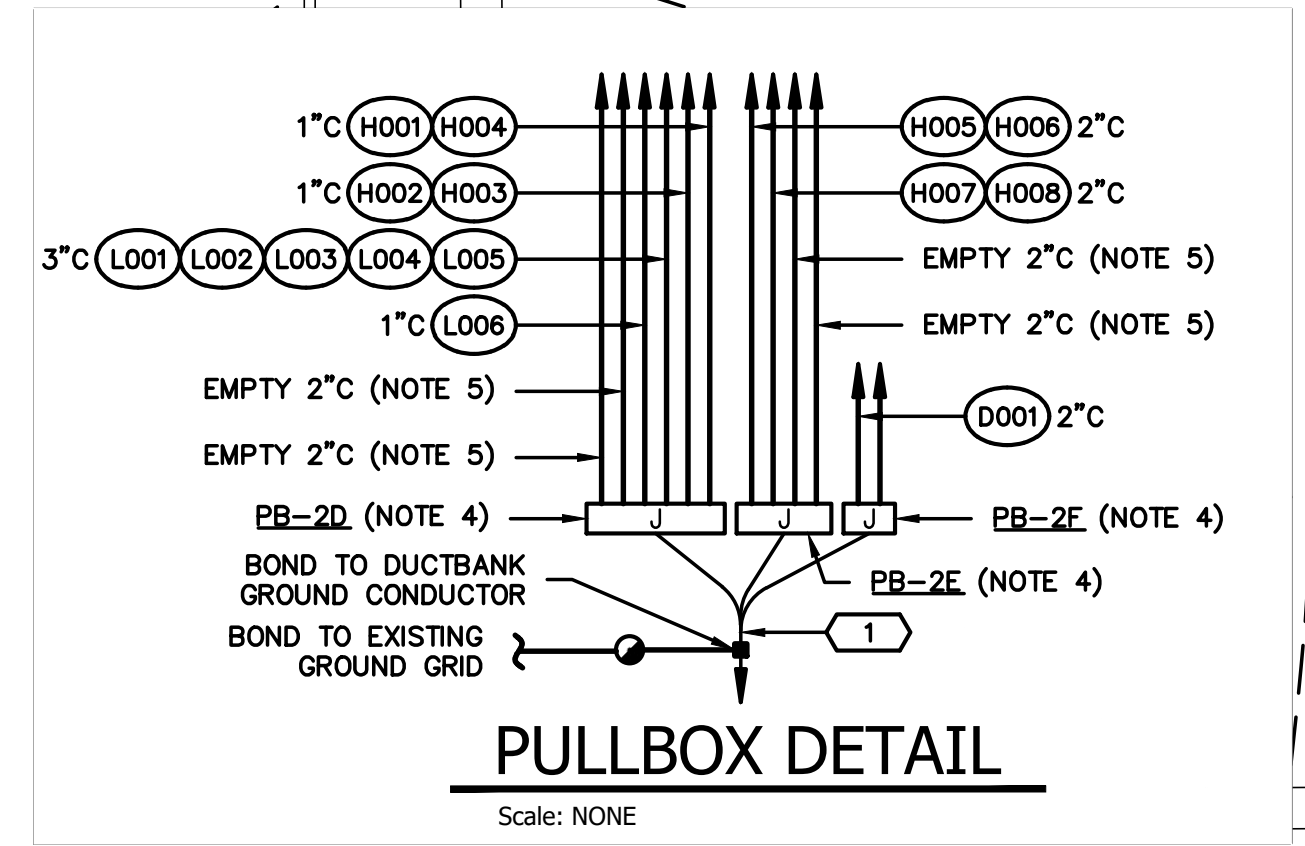 1"C H001 H004
H005 H006 2"C
1"C H002 H003
H007 H008 2"C
3"C L001 L002 L003 L004 L005
EMPTY 2"C (NOTE 5)
1"C L006
EMPTY 2"C (NOTE 5)
EMPTY 2"C (NOTE 5)
D001 2"C
EMPTY 2"C (NOTE 5)
PB-2D (NOTE 4)
J
J
J
PB-2F (NOTE 4)
BOND TO DUCTBANK
GROUND CONDUCTOR
PB-2E (NOTE 4)
BOND TO EXISTING
GROUND GRID
1
PULLBOX DETAIL
Scale: NONE